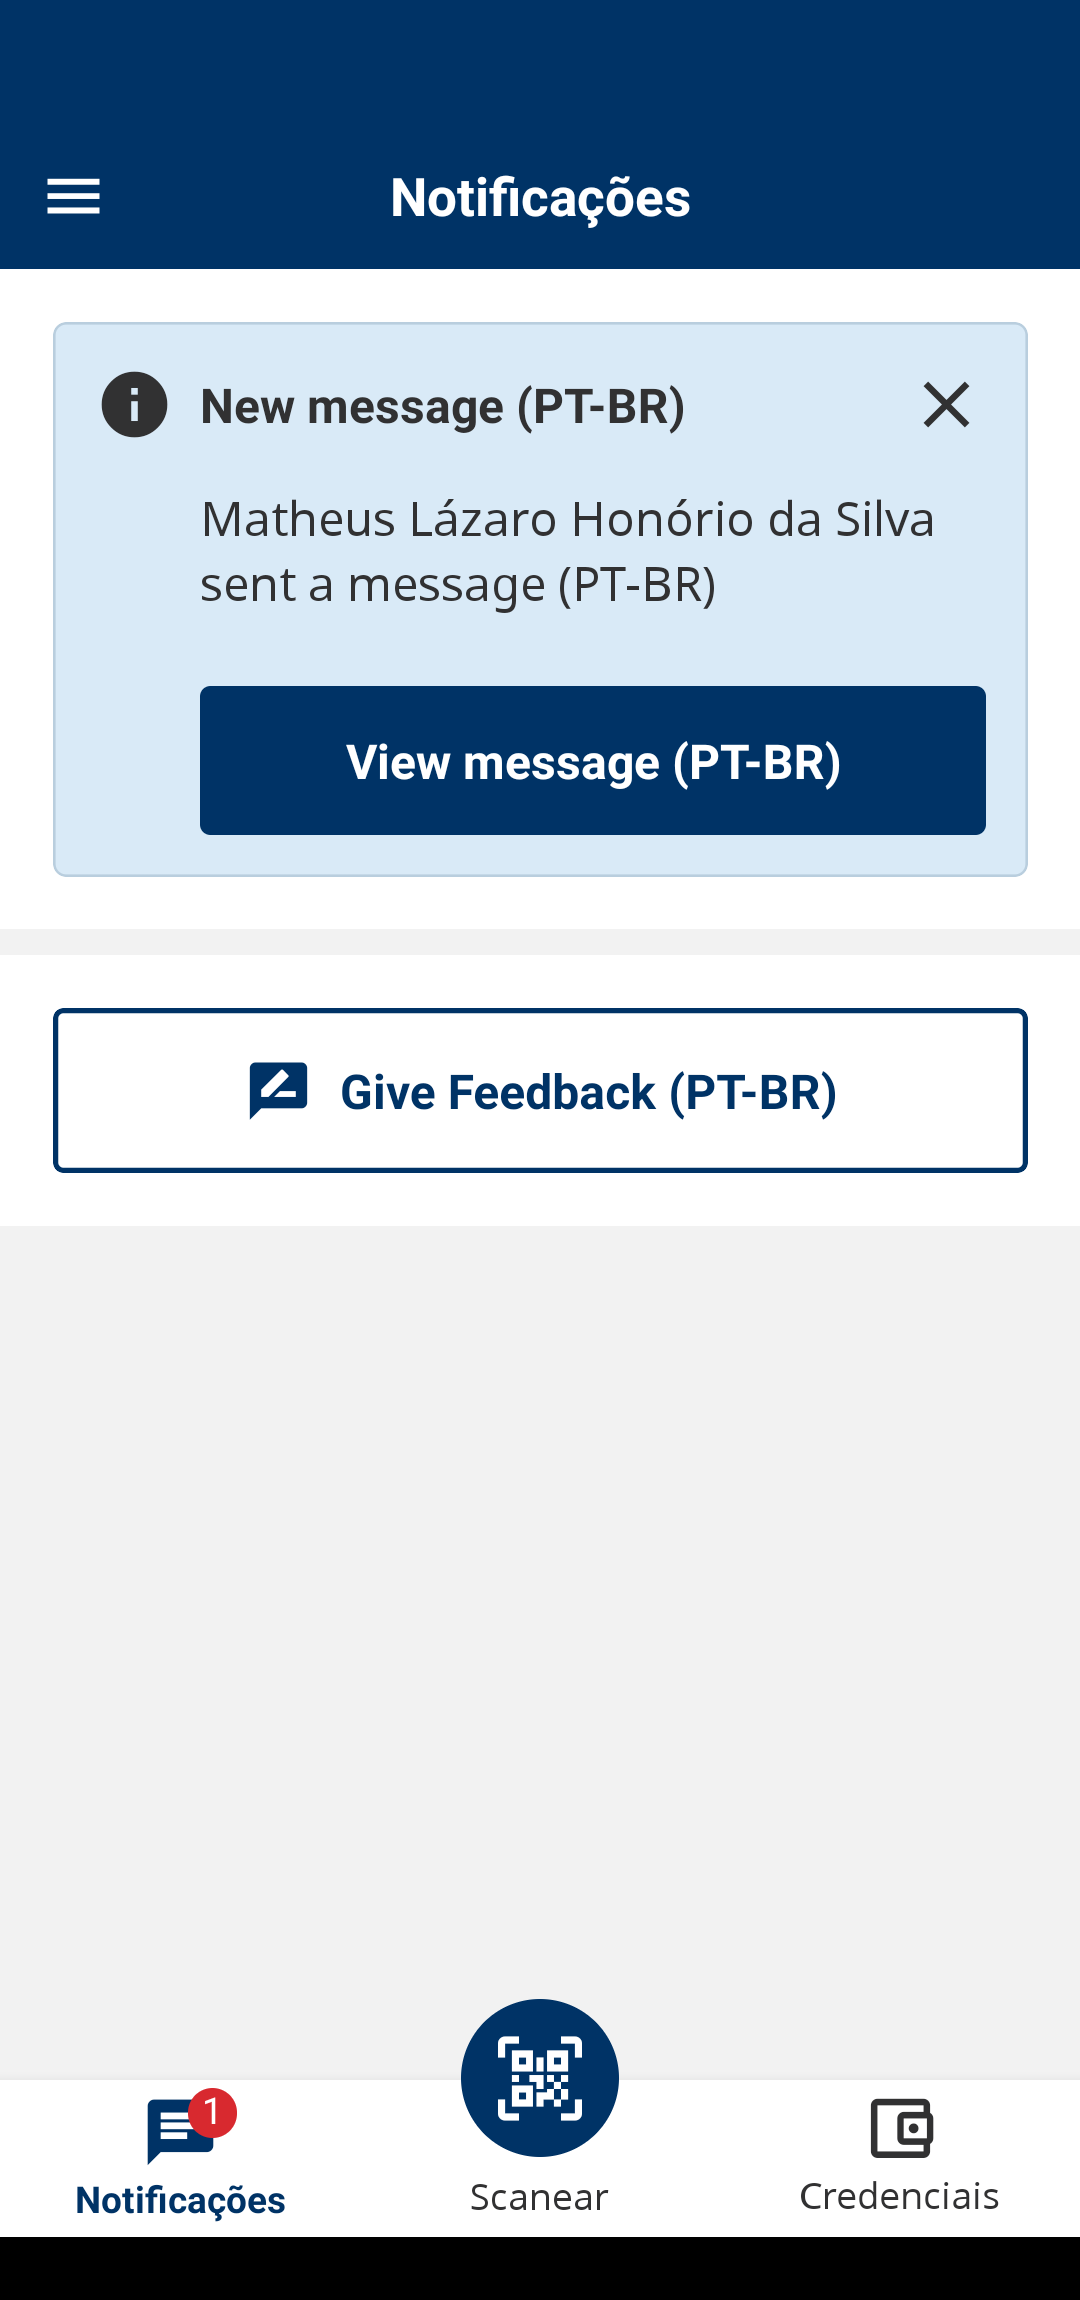 Notificações
New message (PT-BR)
Matheus Lázaro Honório da Silva
sent a message (PT-BR)
View message (PT-BR)
Give Feedback (PT-BR)
1
Notificações
Scanear
Credenciais